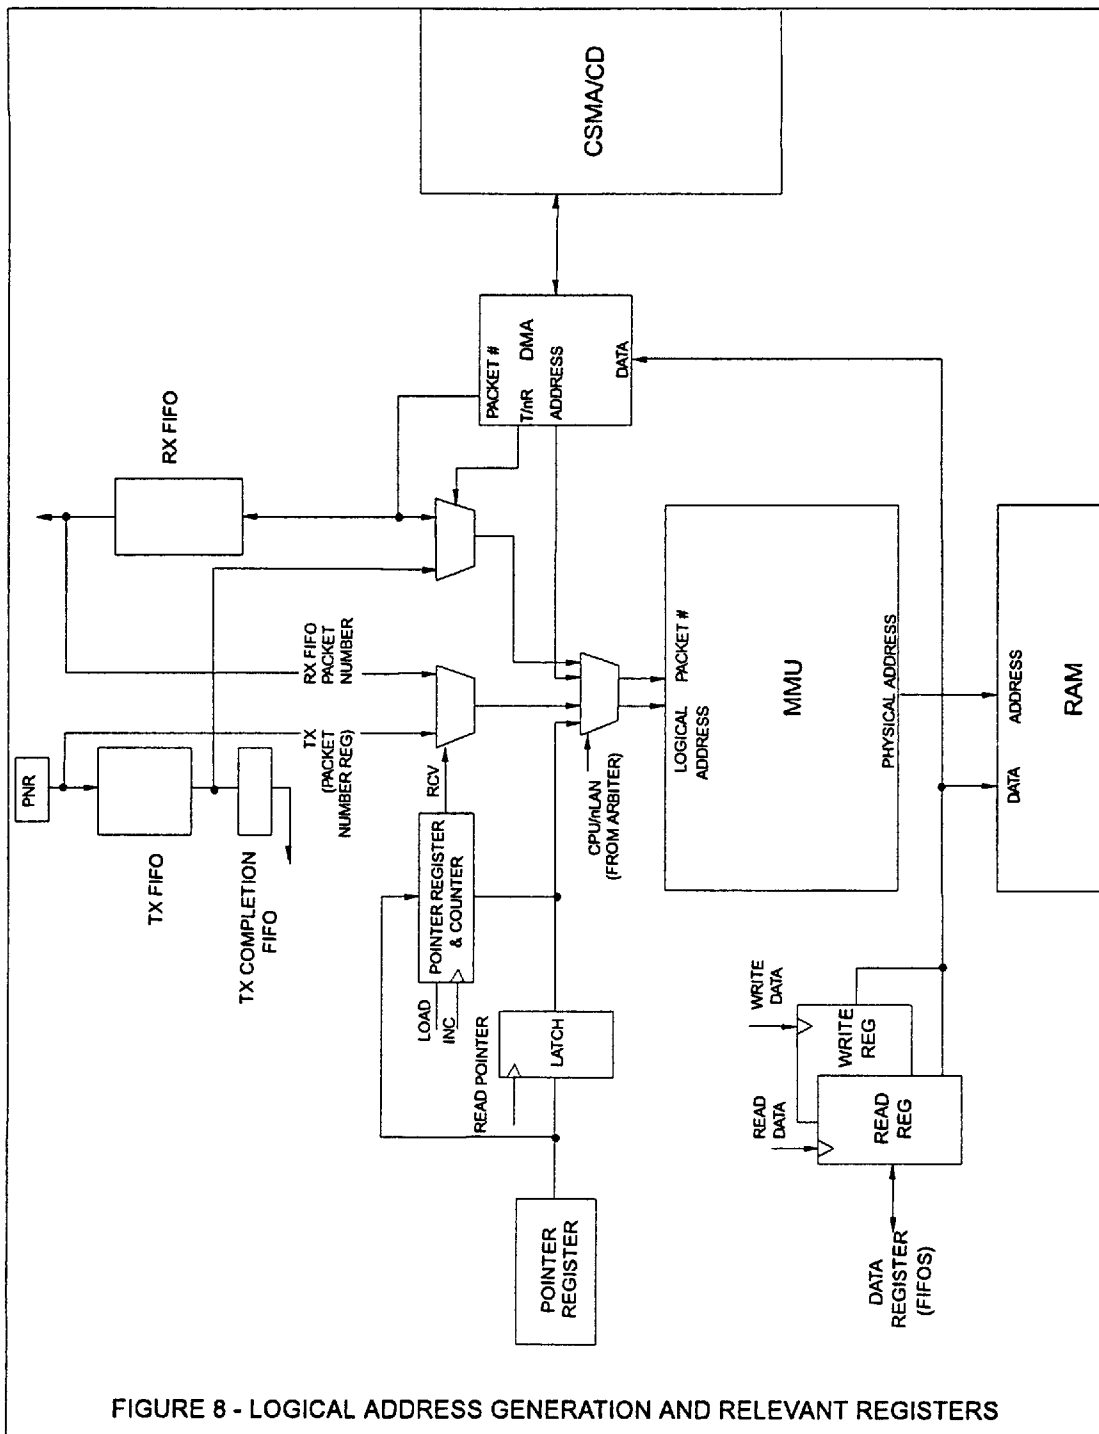 CSMA/CD
RX FIFO
PACKET #
T/nR DMA
ADDRESS
DATA
PNR
TX FIFO
TX COMPLETION
FIFO
RX FIFO
PACKET
NUMBER
TX
(PACKET
NUMBER REG)
RCV
POINTER REGISTER
& COUNTER
LOAD
INC
READ POINTER
LATCH
POINTER
REGISTER
CPU/nLAN
(FROM ARBITER)
PACKET #
LOGICAL
ADDRESS
MMU
PHYSICAL ADDRESS
ADDRESS
DATA
RAM
WRITE
DATA
WRITE
REG
READ
DATA
READ
REG
DATA
REGISTER
(FIFOS)
FIGURE 8 - LOGICAL ADDRESS GENERATION AND RELEVANT REGISTERS